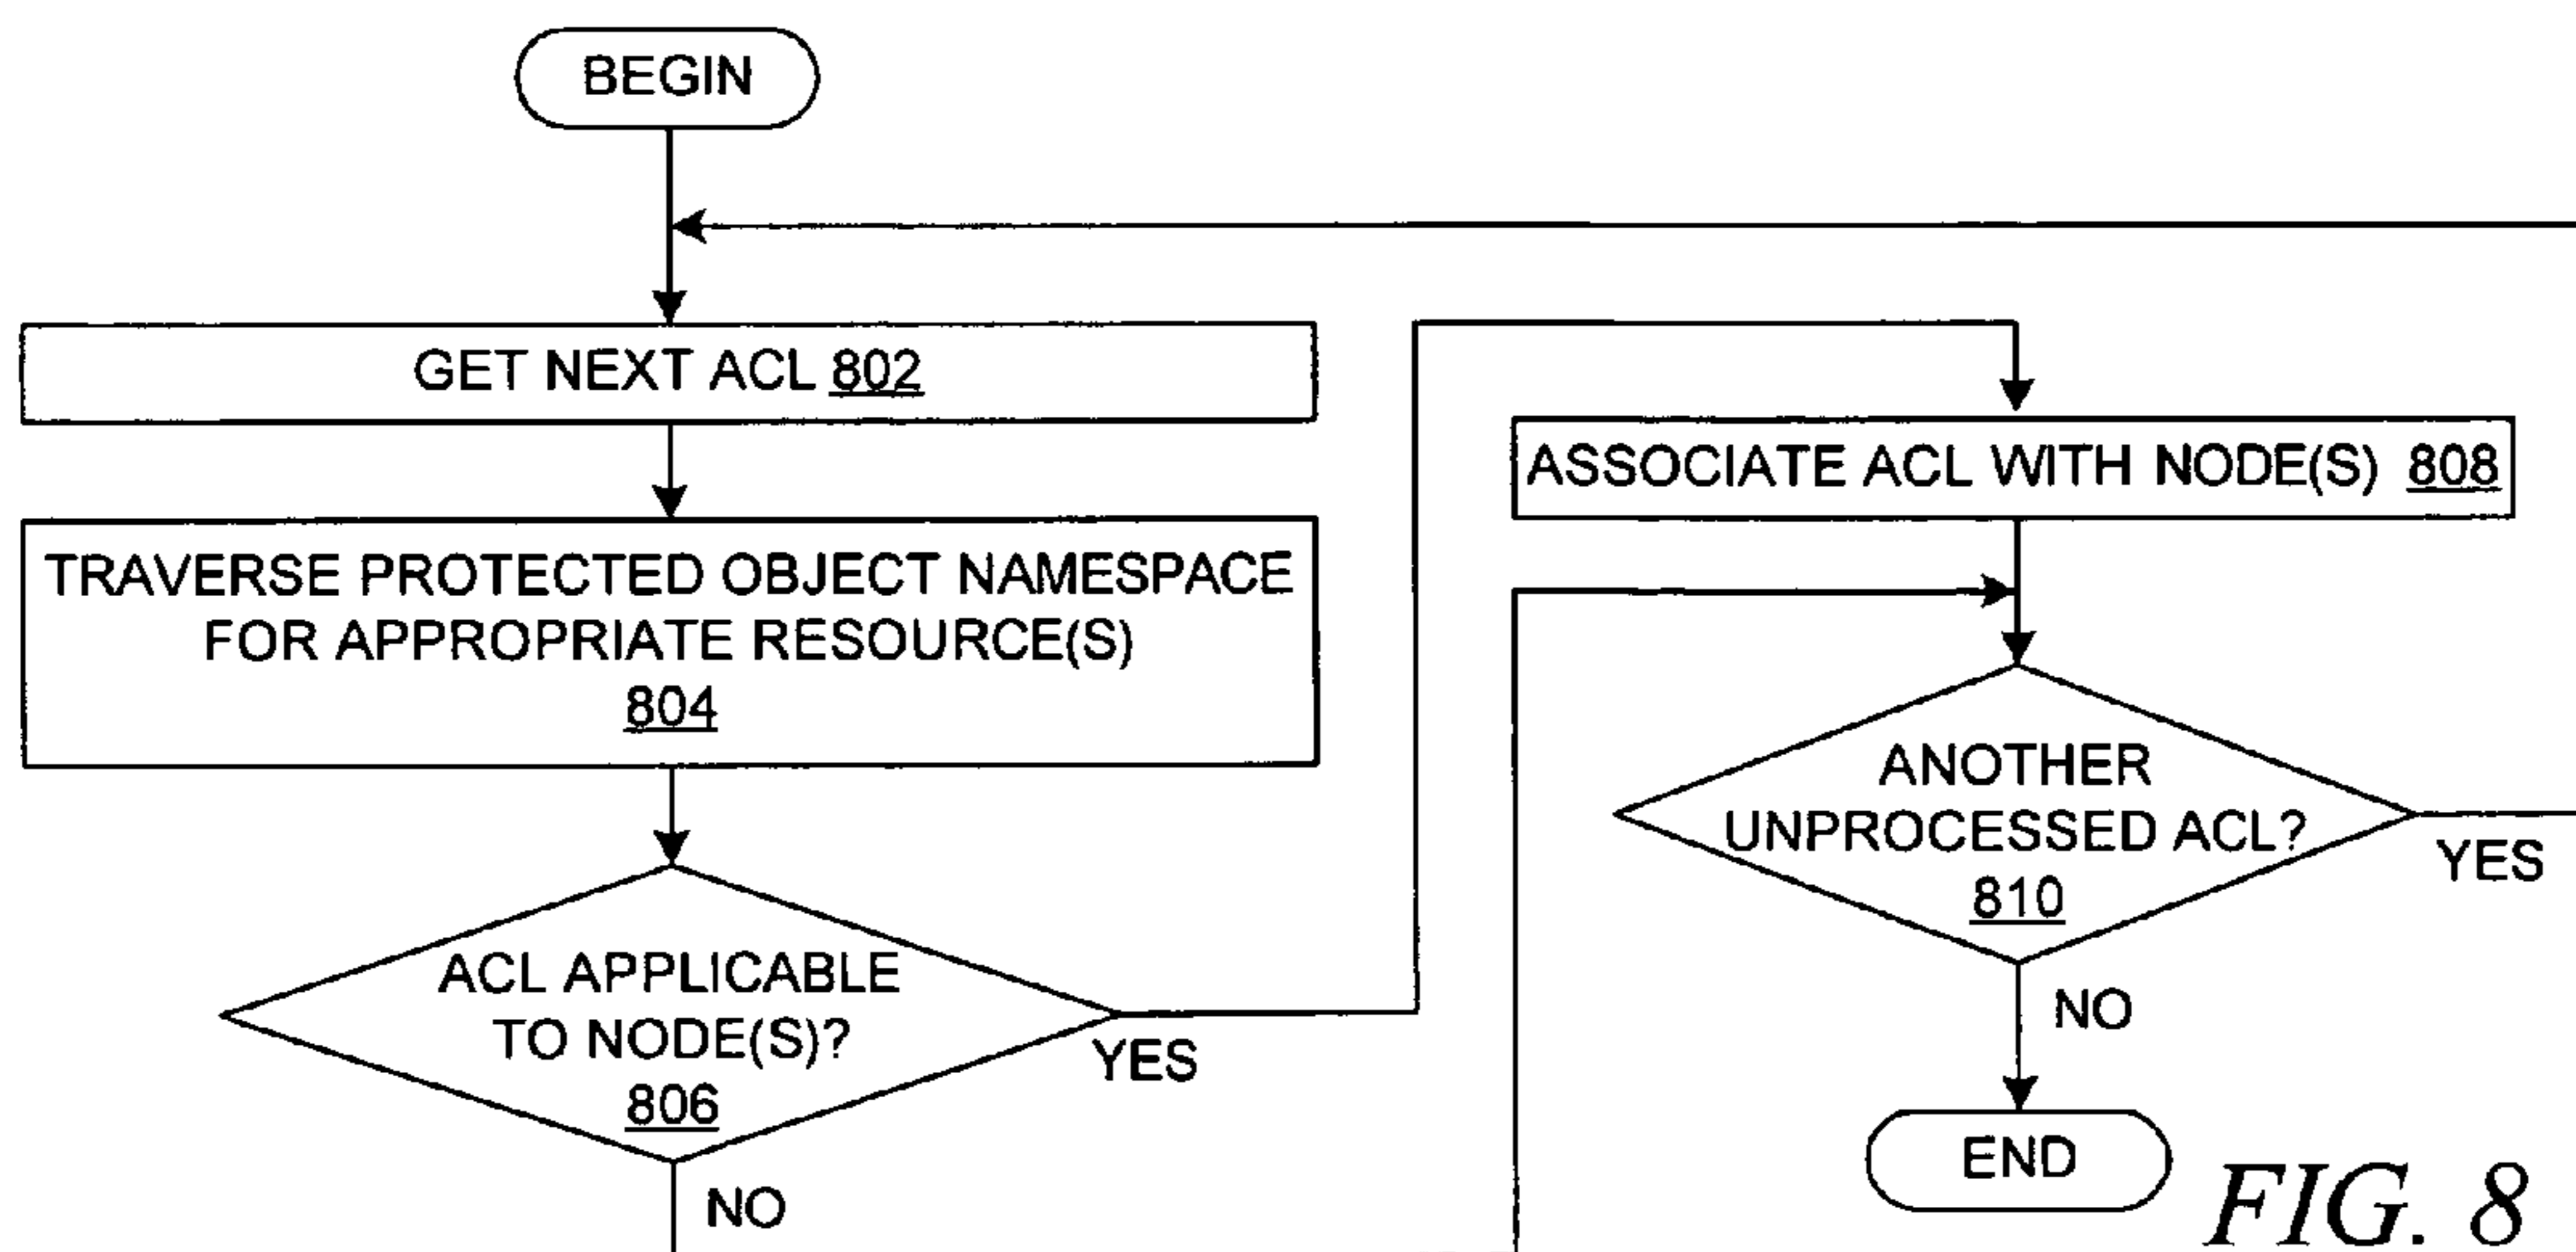 BEGIN
GET NEXT ACL 802
TRAVERSE PROTECTED OBJECT NAMESPACE
FOR APPROPRIATE RESOURCE(S)
804
ACL APPLICABLE
TO NODE(S)?
806
YES
NO
ASSOCIATE ACL WITH NODE(S) 808
ANOTHER
UNPROCESSED ACL?
810
YES
NO
END
FIG. 8